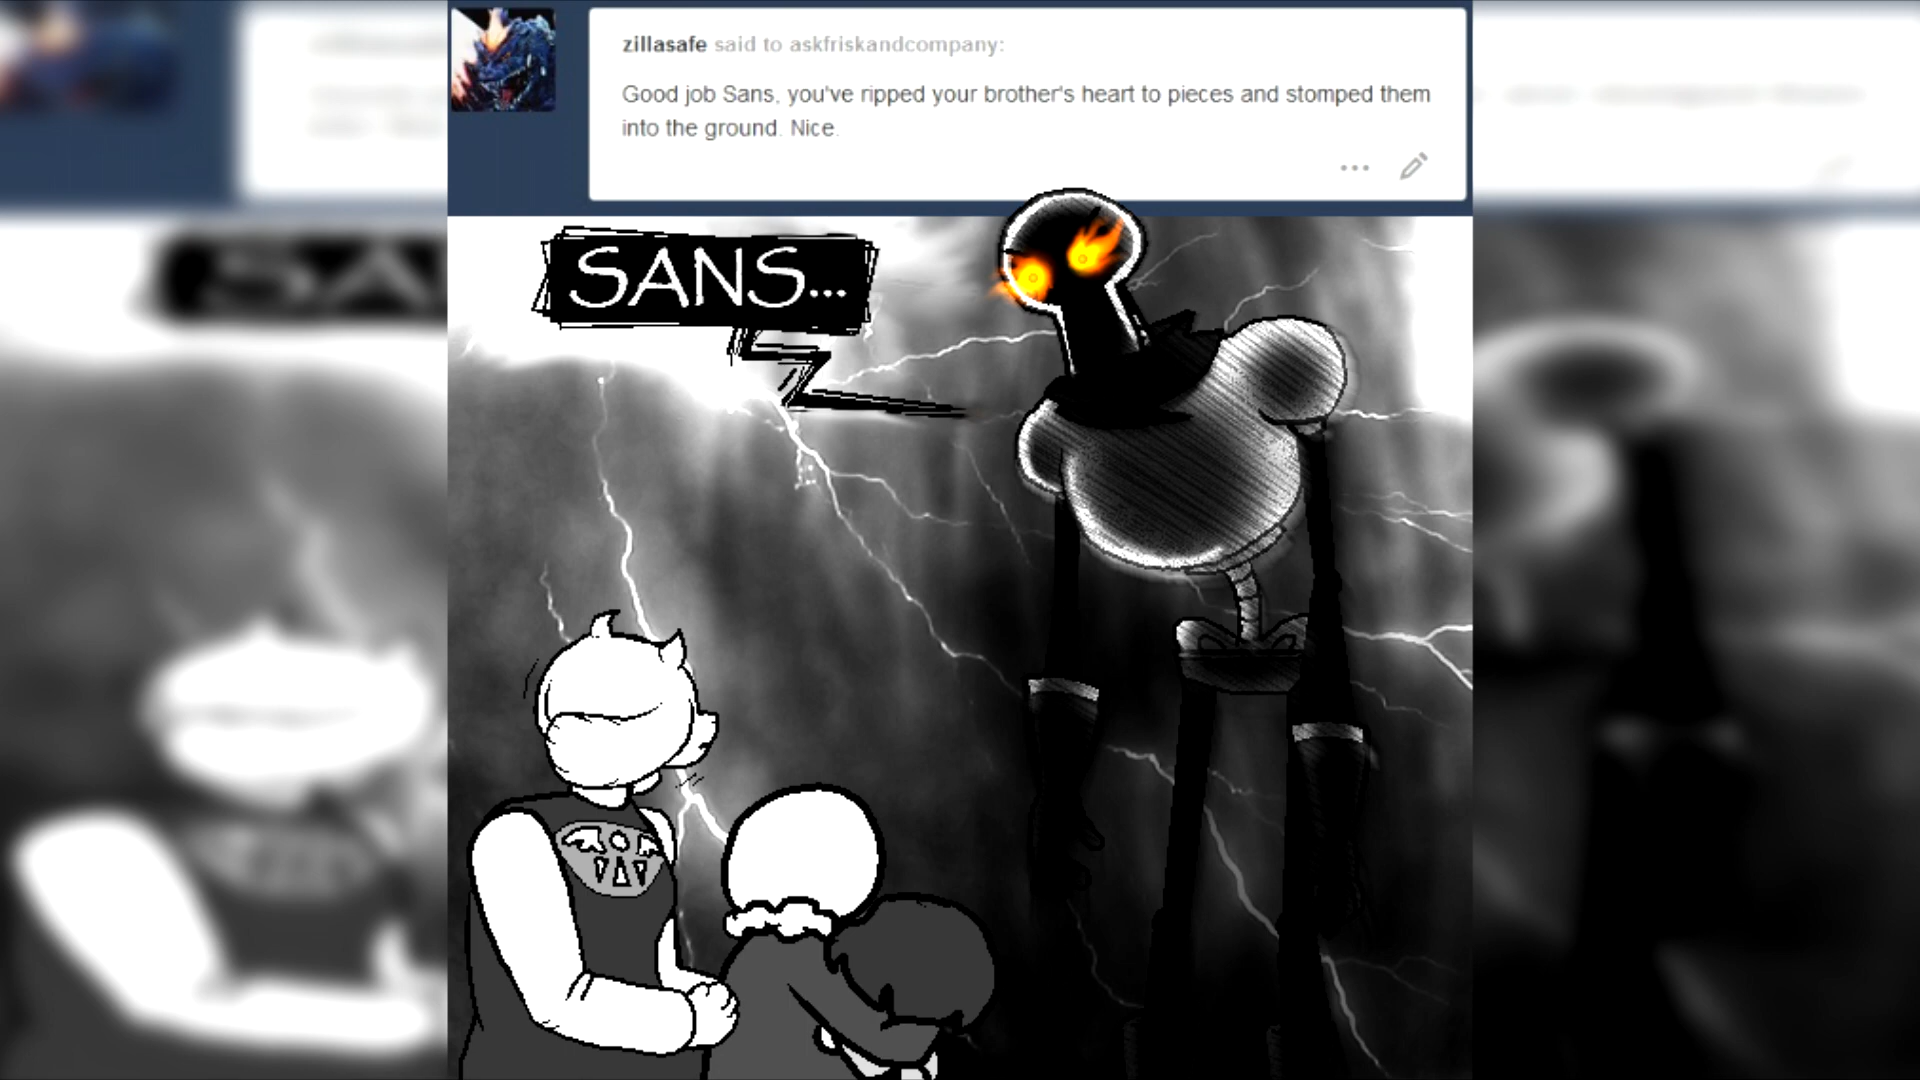 zillasafe said to askfriskandcompany:
Good job Sans, you've ripped your brother's heart to pieces and stomped them
into the ground. Nice.
SANS...